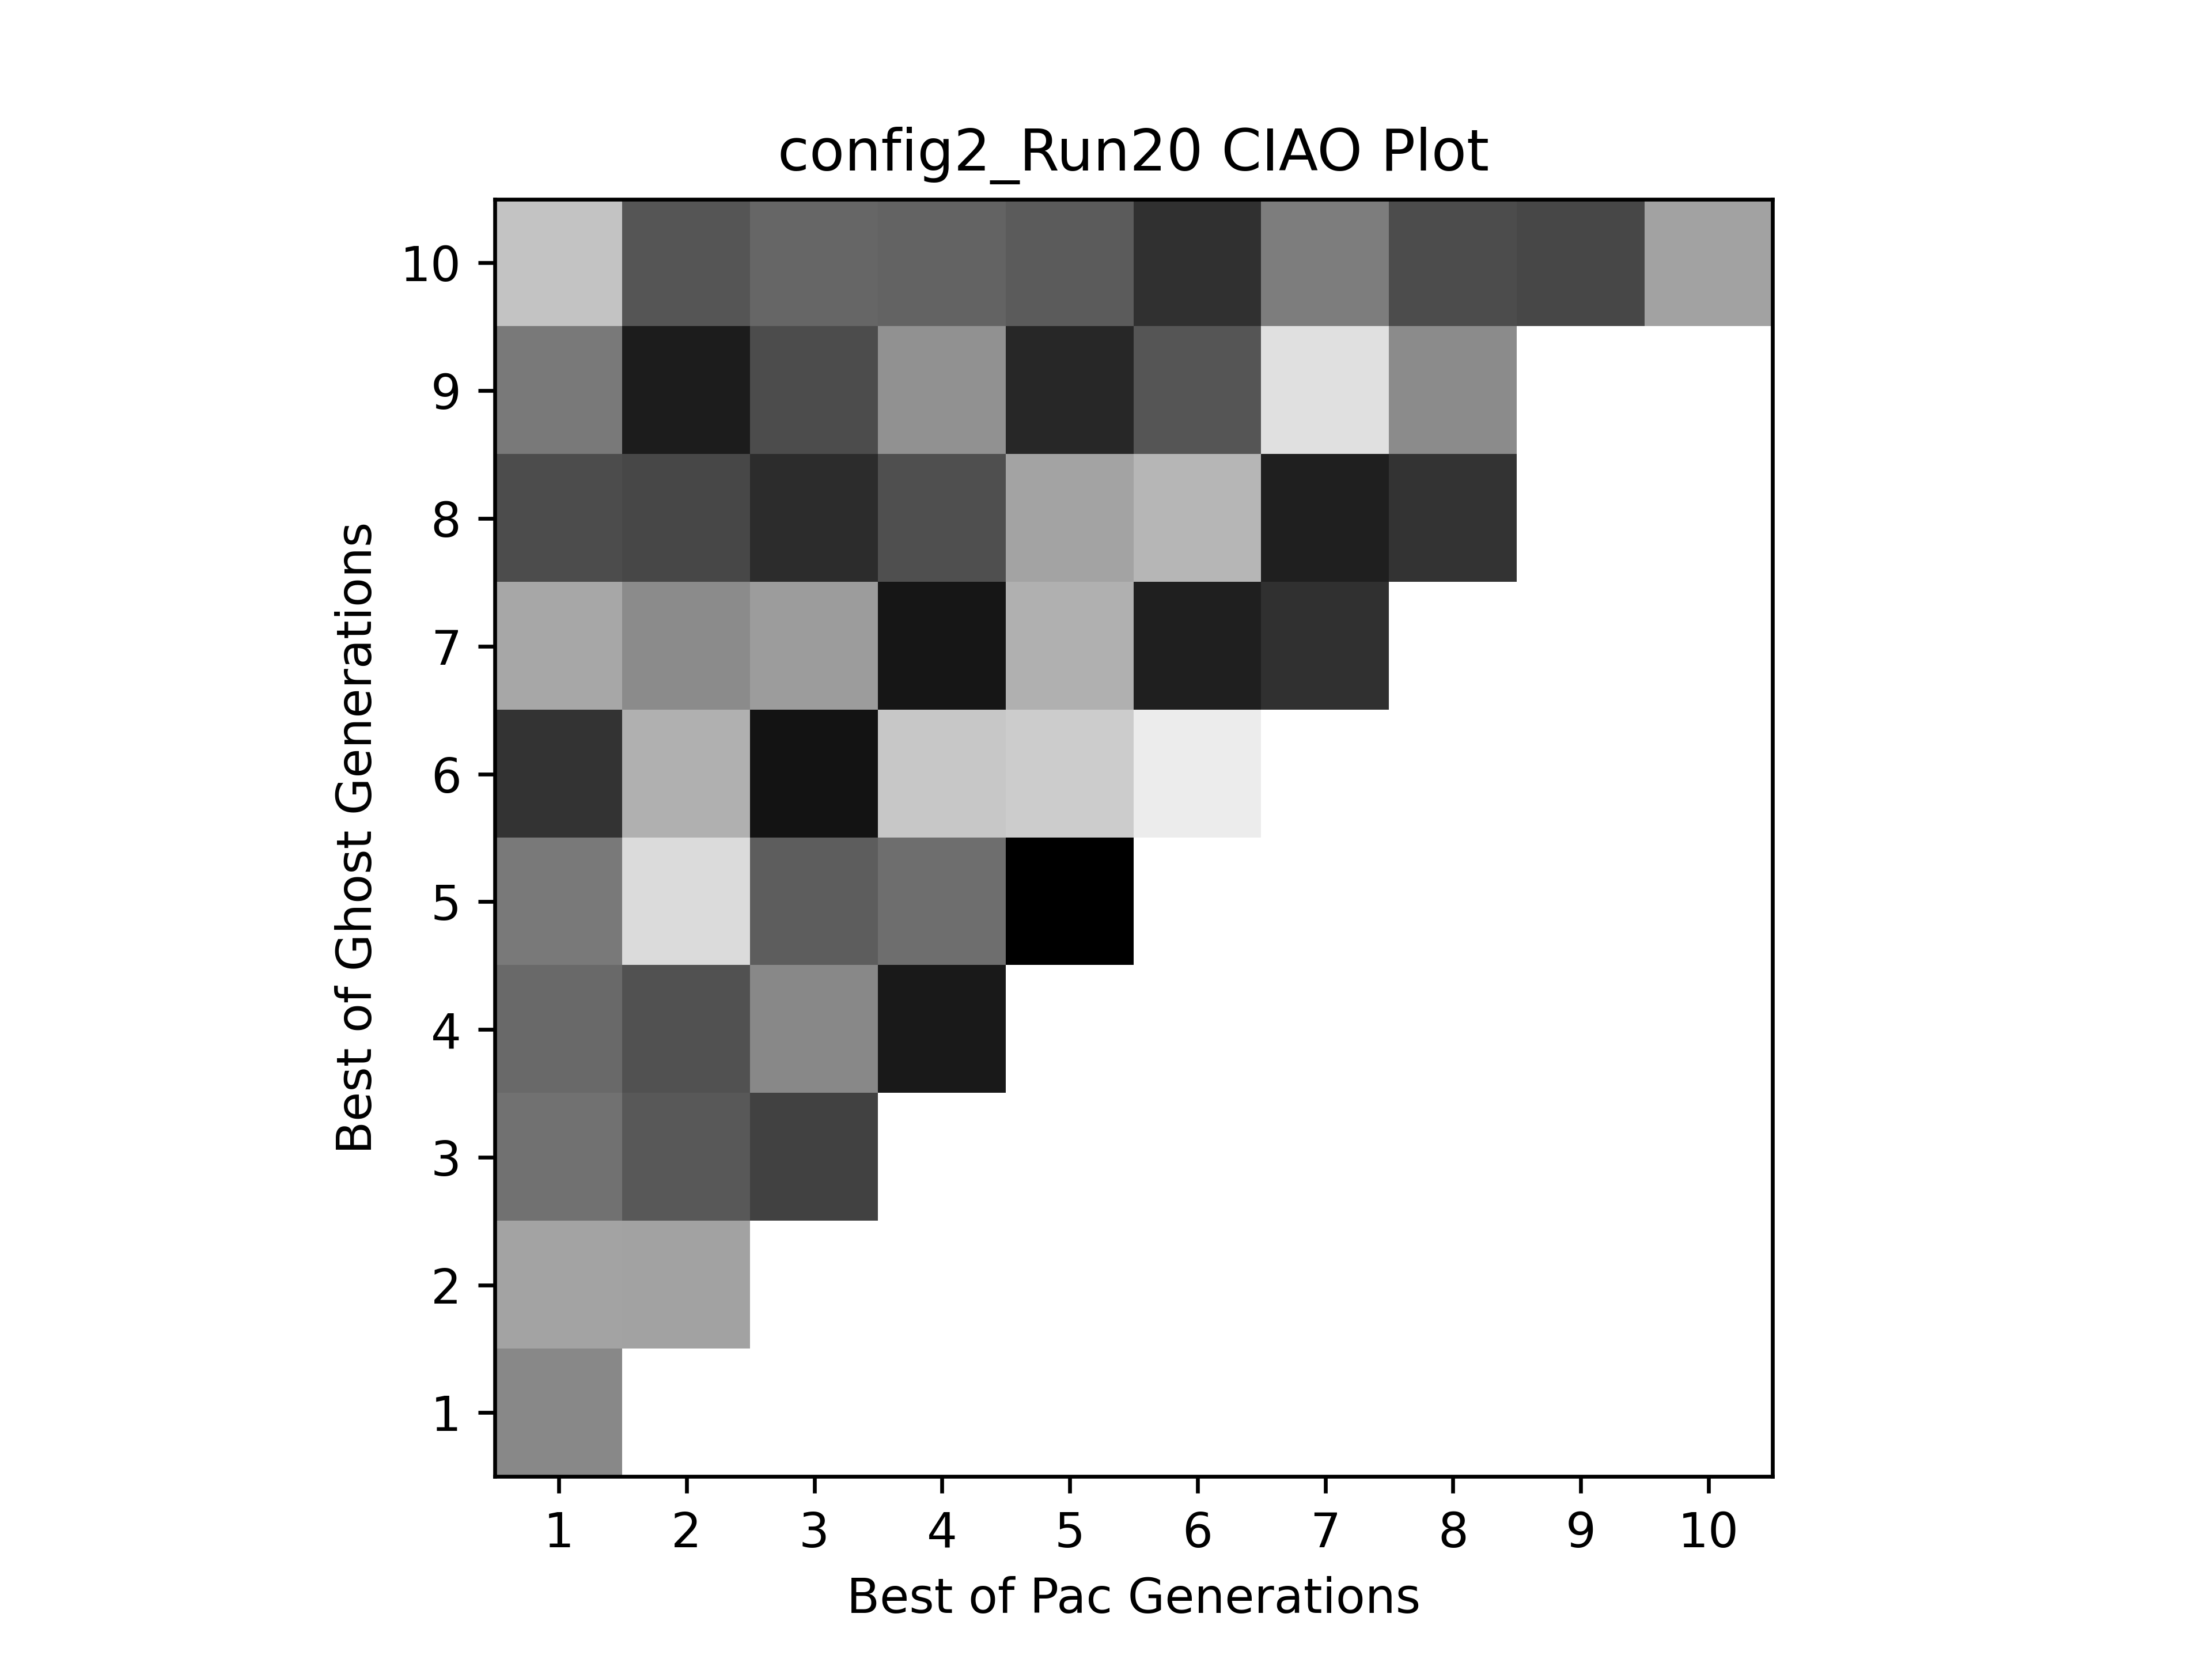 config2_Run20 CIAO Plot
Best of Ghost Generations
10
9
8
7
6
5
4
3
2
1
1 2 3 4 5 6 7 8 9 10
Best of Pac Generations